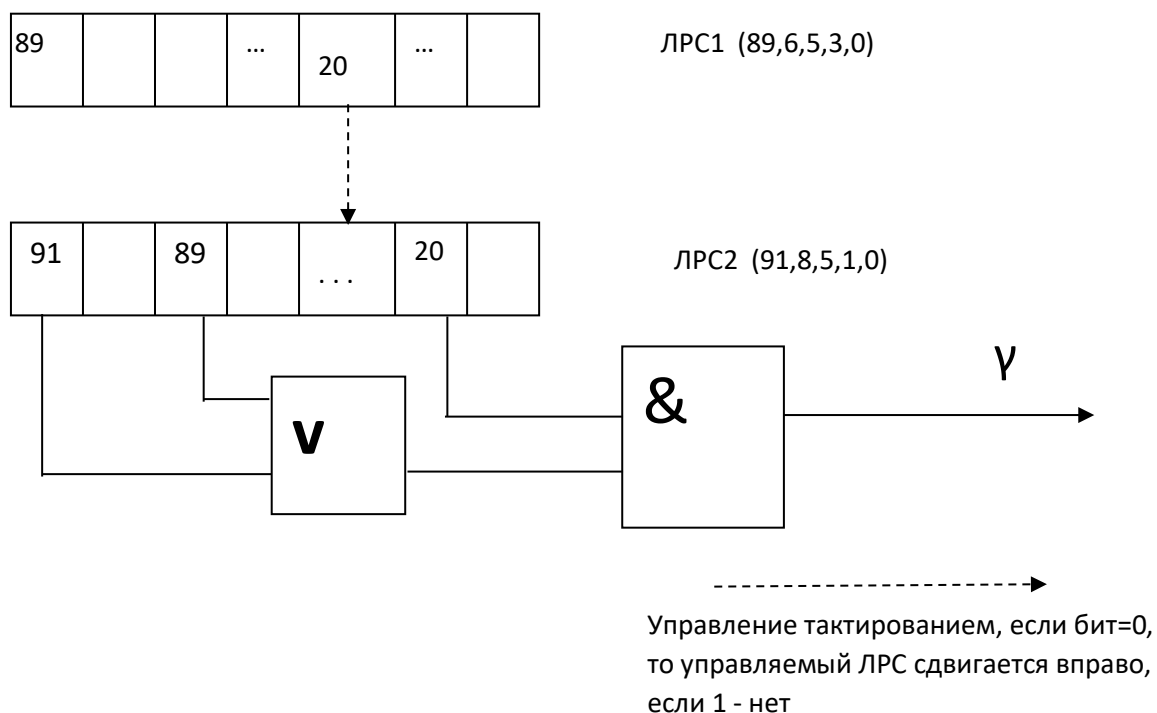 89 ... 20 ...
ЛРС1 (89,6,5,3,0)
91 89 . . . 20
ЛРС2 (91,8,5,1,0)
v
&
γ
Управление тактированием, если бит=0,
то управляемый ЛРС сдвигается вправо,
если 1 - нет